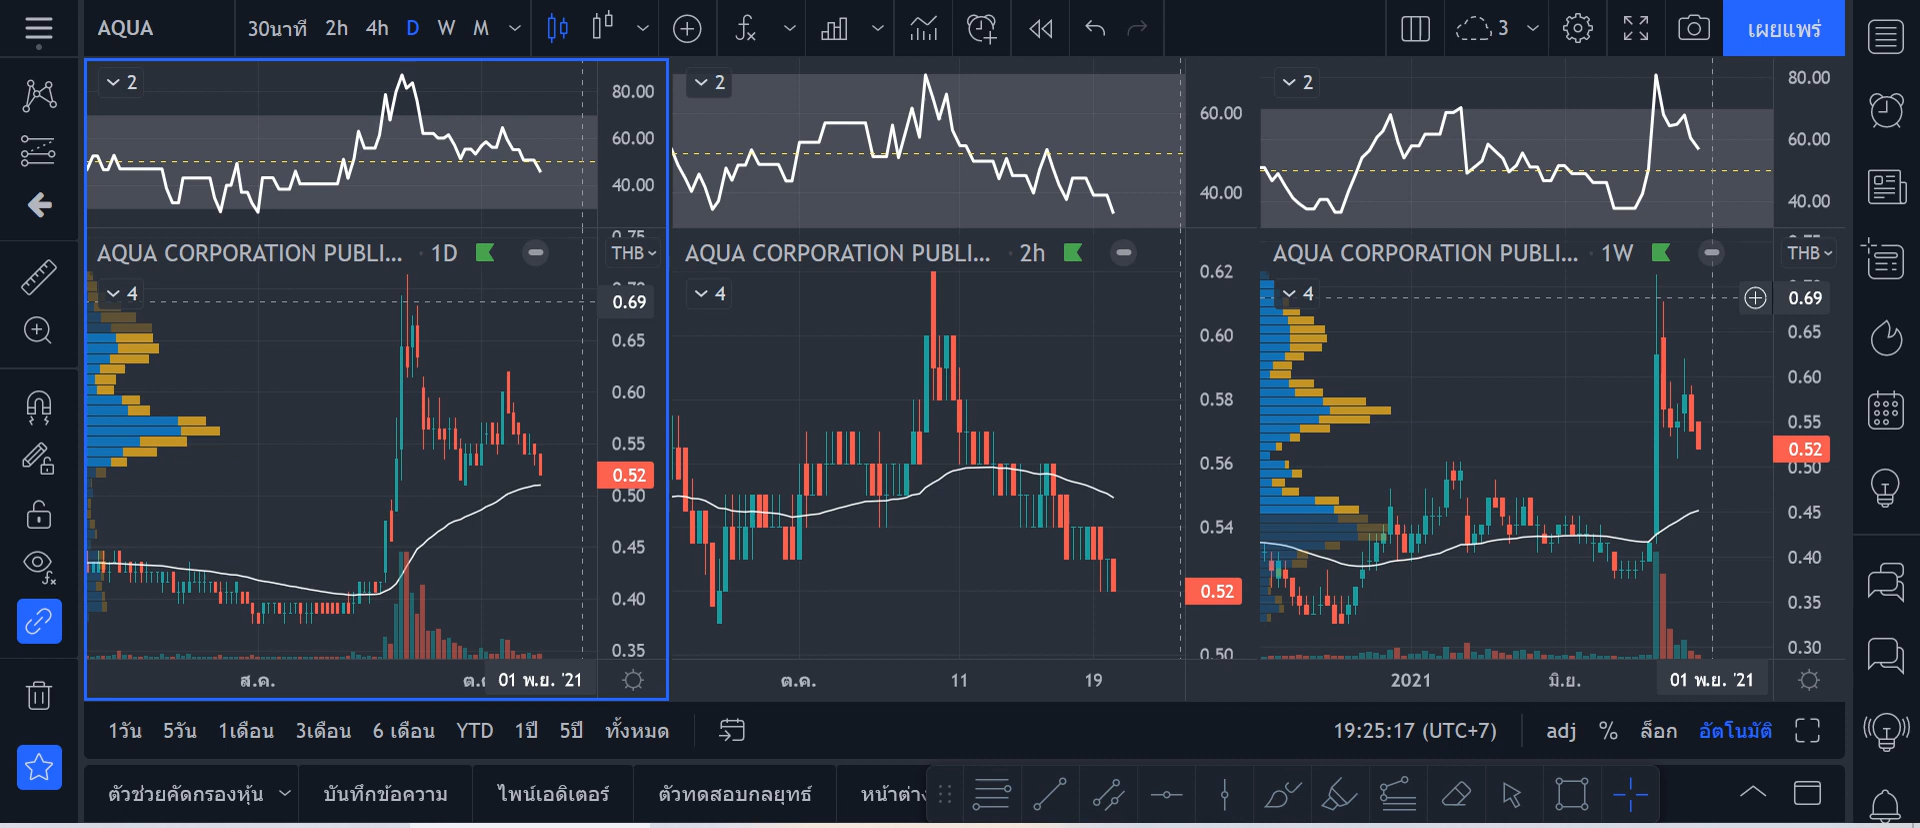 AQUA
30นาที 2h 4h D W M
3
เผยแพร่
2
80.00
60.00
40.00
AQUA CORPORATION PUBLI... · 1D
THB
4
0.69
0.65
0.60
0.55
0.52
0.50
0.45
0.40
0.35
ส.ค.
01 พ.ย. '21
2
60.00
40.00
AQUA CORPORATION PUBLI... · 2h
4
0.62
0.60
0.58
0.56
0.54
0.52
0.50
ต.ค.
11
19
2
80.00
60.00
40.00
AQUA CORPORATION PUBLI... · 1W
THB
4
0.69
0.65
0.60
0.55
0.52
0.50
0.45
0.40
0.35
0.30
2021
มิ.ย.
01 พ.ย. '21
1วัน 5วัน 1เดือน 3เดือน 6 เดือน YTD 1ปี 5ปี ทั้งหมด
19:25:17 (UTC+7)
adj % ล็อก อัตโนมัติ
ตัวช่วยคัดกรองหุ้น
บันทึกข้อความ
ไพน์เอดิเตอร์
ตัวทดสอบกลยุทธ์
หน้าต่าง